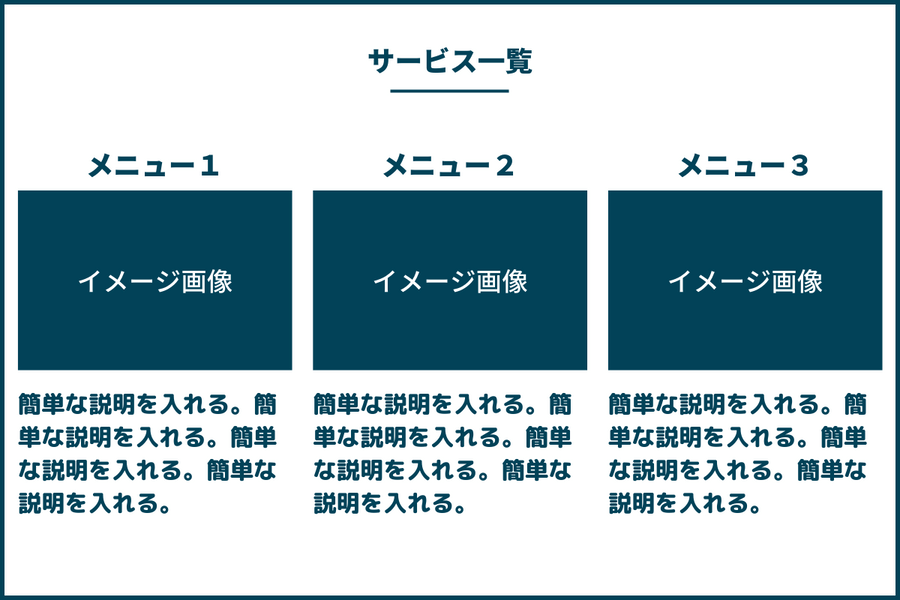 サービス一覧
メニュー１
イメージ画像
簡単な説明を入れる。簡
単な説明を入れる。簡単
な説明を入れる。簡単な
説明を入れる。
メニュー２
イメージ画像
簡単な説明を入れる。簡
単な説明を入れる。簡単
な説明を入れる。簡単な
説明を入れる。
メニュー３
イメージ画像
簡単な説明を入れる。簡
単な説明を入れる。簡単
な説明を入れる。簡単な
説明を入れる。